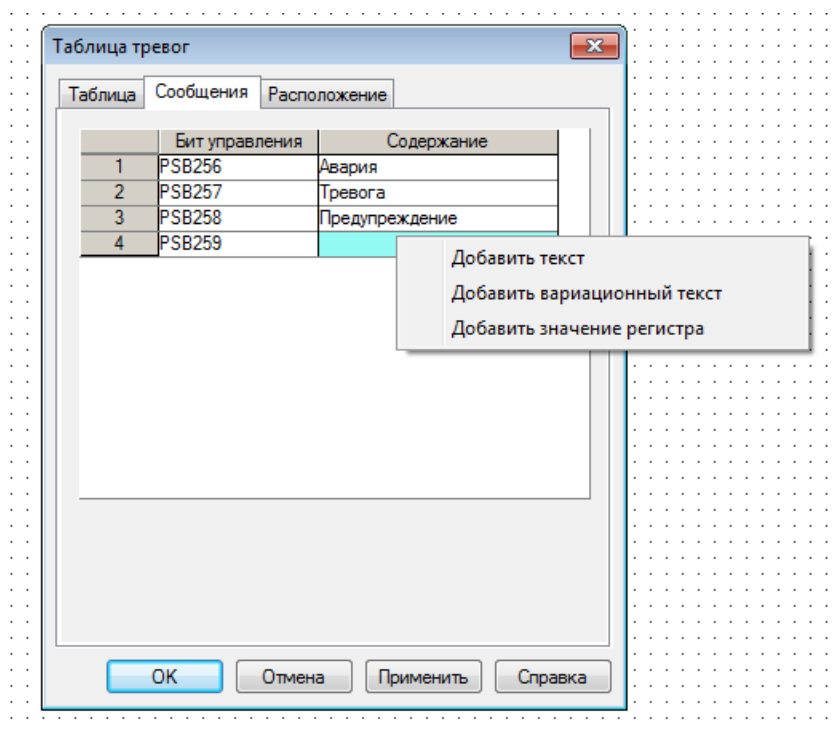 Таблица тревог
Таблица Сообщения Расположение
Бит управления Содержание
1 PSB256 Авария
2 PSB257 Тревога
3 PSB258 Предупреждение
4 PSB259
Добавить текст
Добавить вариационный текст
Добавить значение регистра
OK Отмена Применить Справка